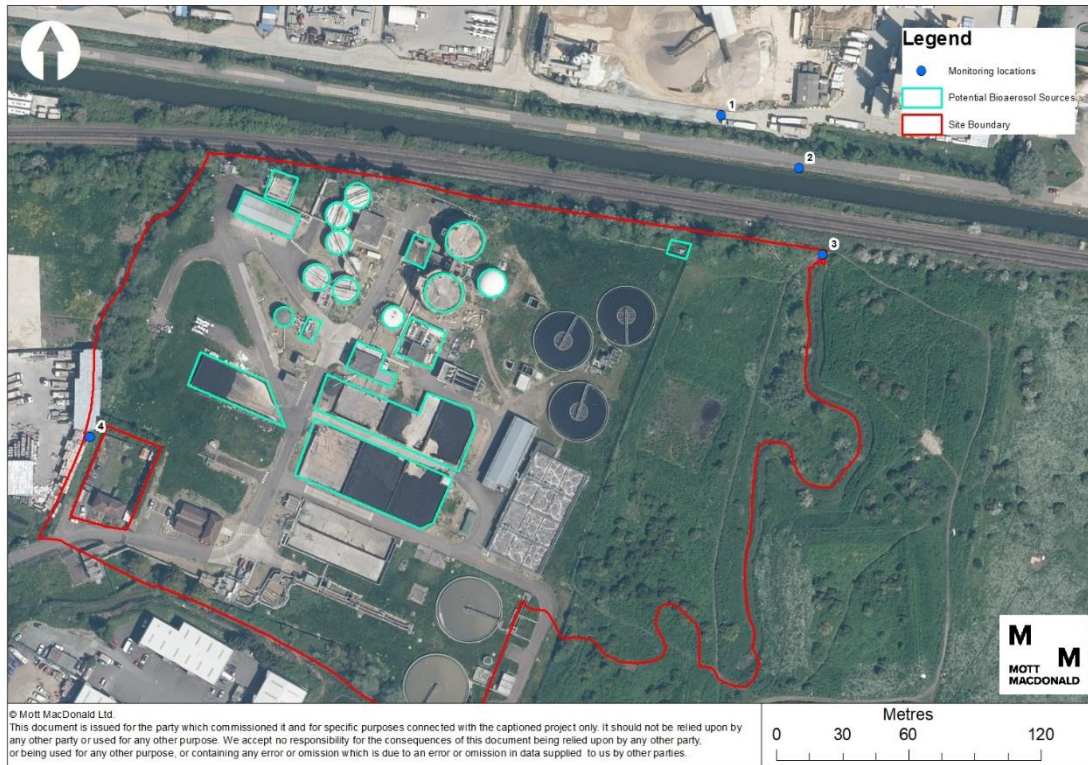 Legend
Monitoring locations
Potential Bioaerosol Sources
Site Boundary
1
2
3
4
M
M
MOTT
MACDONALD
© Mott MacDonald Ltd.
This document is issued for the party which commissioned it and for specific purposes connected with the captioned project only. It should not be relied upon by
any other party or used for any other purpose. We accept no responsibility for the consequences of this document being relied upon by any other party,
or being used for any other purpose, or containing any error or omission which is due to an error or omission in data supplied to us by other parties.
Metres
0 30 60 120